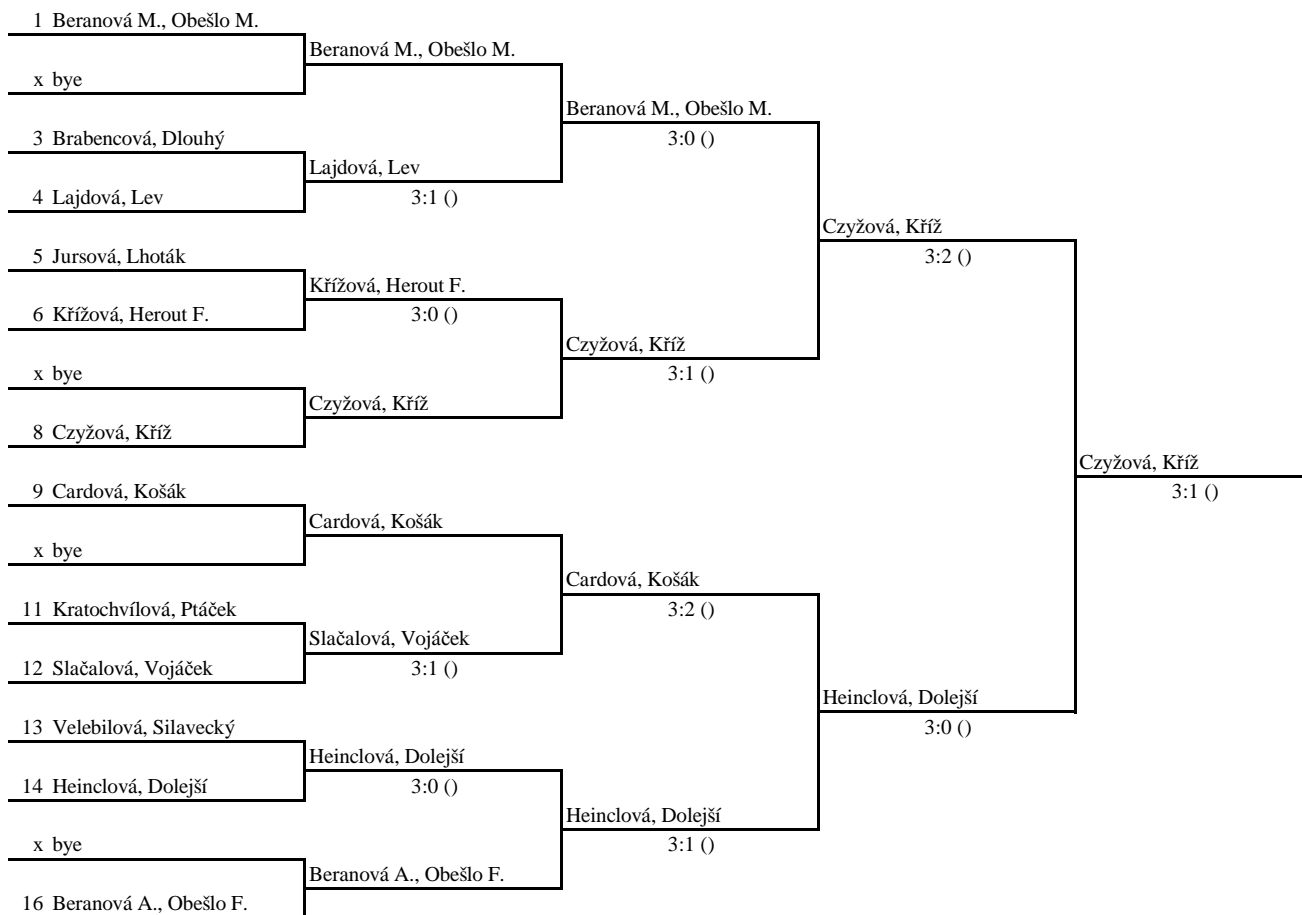 1 Beranová M., Obešlo M.
Beranová M., Obešlo M.
x bye
Beranová M., Obešlo M.
3 Brabencová, Dlouhý
3:0 ()
Lajdová, Lev
4 Lajdová, Lev
3:1 ()
Czyžová, Kříž
5 Jursová, Lhoták
3:2 ()
Křížová, Herout F.
6 Křížová, Herout F.
3:0 ()
Czyžová, Kříž
x bye
3:1 ()
Czyžová, Kříž
8 Czyžová, Kříž
Czyžová, Kříž
9 Cardová, Košák
3:1 ()
Cardová, Košák
x bye
Cardová, Košák
11 Kratochvílová, Ptáček
3:2 ()
Slačalová, Vojáček
12 Slačalová, Vojáček
3:1 ()
Heinclová, Dolejší
13 Velebilová, Silavecký
3:0 ()
Heinclová, Dolejší
14 Heinclová, Dolejší
3:0 ()
Heinclová, Dolejší
x bye
3:1 ()
Beranová A., Obešlo F.
16 Beranová A., Obešlo F.